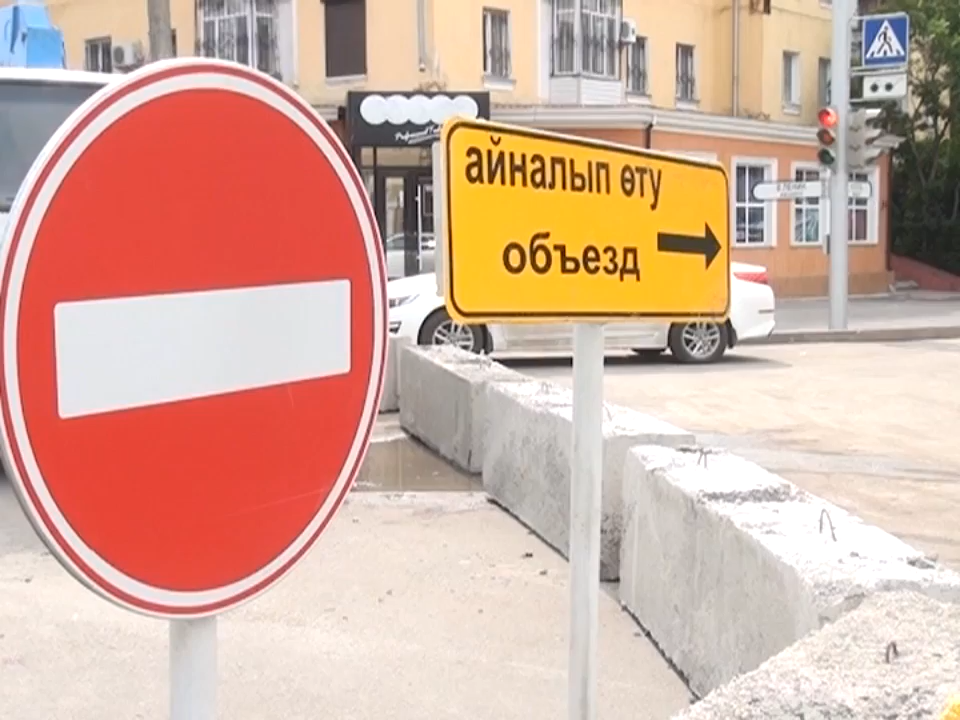 айналып өту
объезд